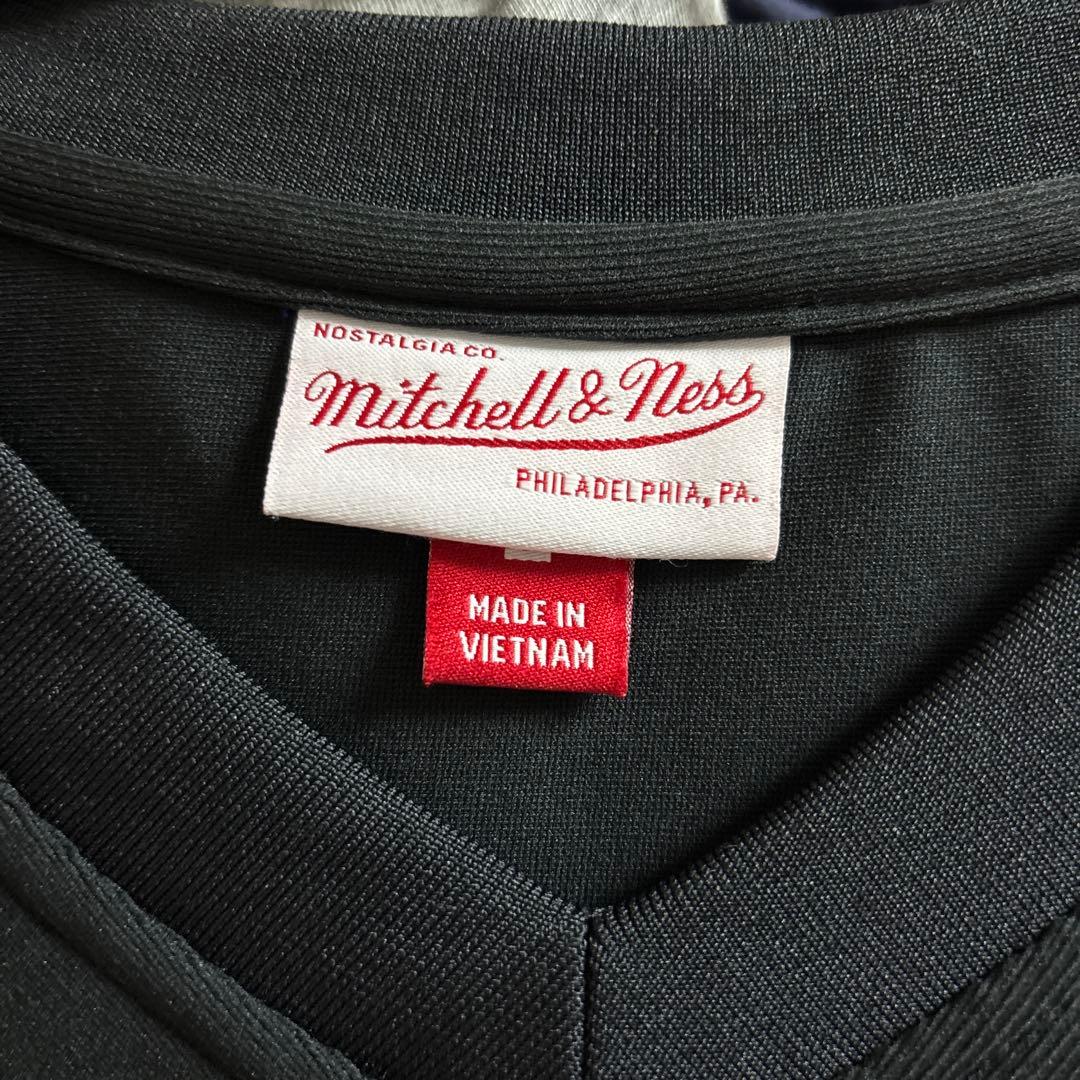 NOSTALGIA CO.
Mitchell & Ness
PHILADELPHIA, PA.
MADE IN
VIETNAM